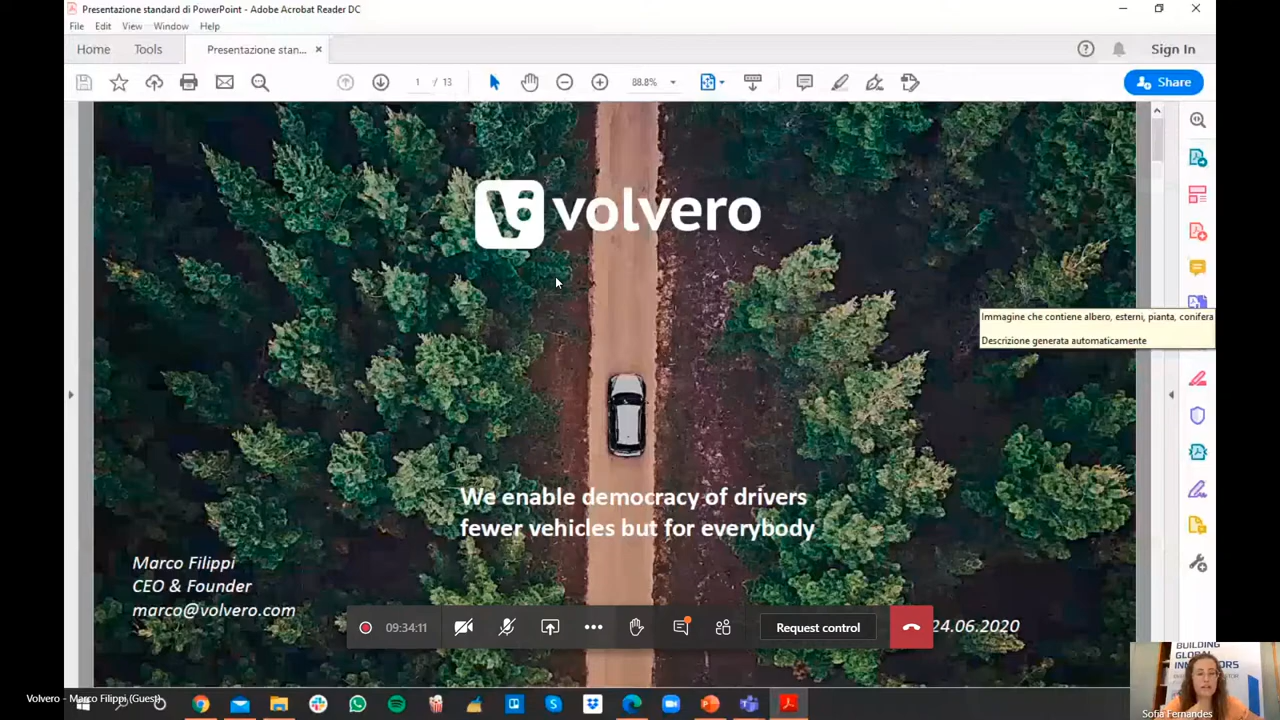 Presentazione standard di PowerPoint - Adobe Acrobat Reader DC
File Edit View Window Help
Home Tools Presentazione stan... Sign In
1 / 13 88.8% Share
volvero
Immagine che contiene albero, esterni, pianta, conifera
Descrizione generata automaticamente
We enable democracy of drivers
fewer vehicles but for everybody
Marco Filippi
CEO & Founder
marco@volvero.com
09:34:11 Request control
24.06.2020
BUILDING
GLOBAL
Volvero - Marco Filippi (Guest)
Sofia Fernandes